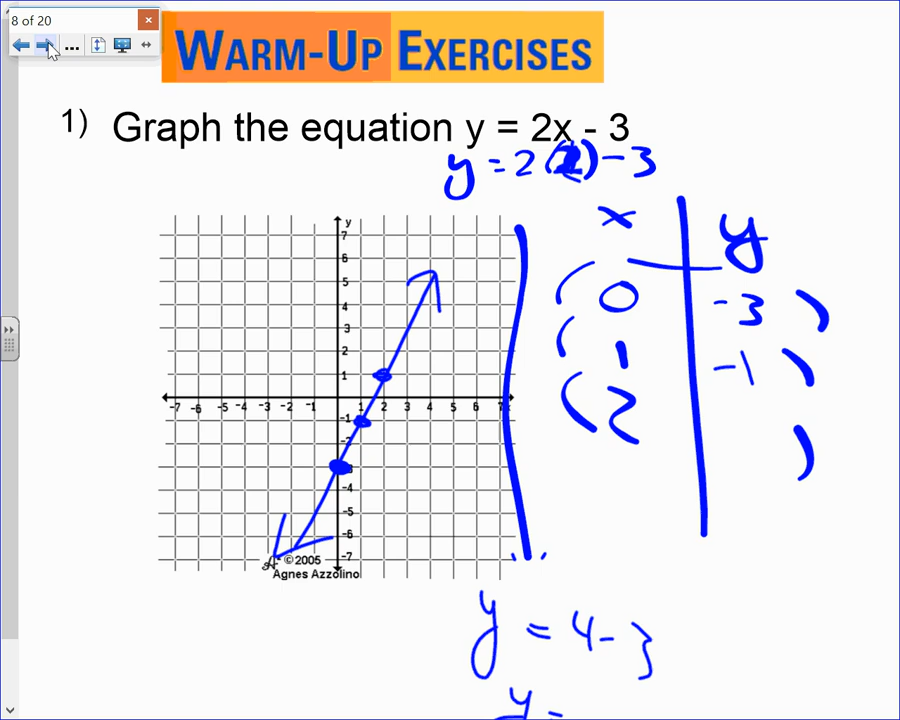 8 of 20
WARM-UP EXERCISES
1) Graph the equation y = 2x - 3
y = 2(2) - 3
x y
0 -3
1 -1
2
y
7
6
5
4
3
2
1
-7 -6 -5 -4 -3 -2 -1 1 2 3 4 5 6 7
-1
-2
-3
-4
-5
-6
-7
©2005
Agnes Azzolino
y = 4 - 3
y =